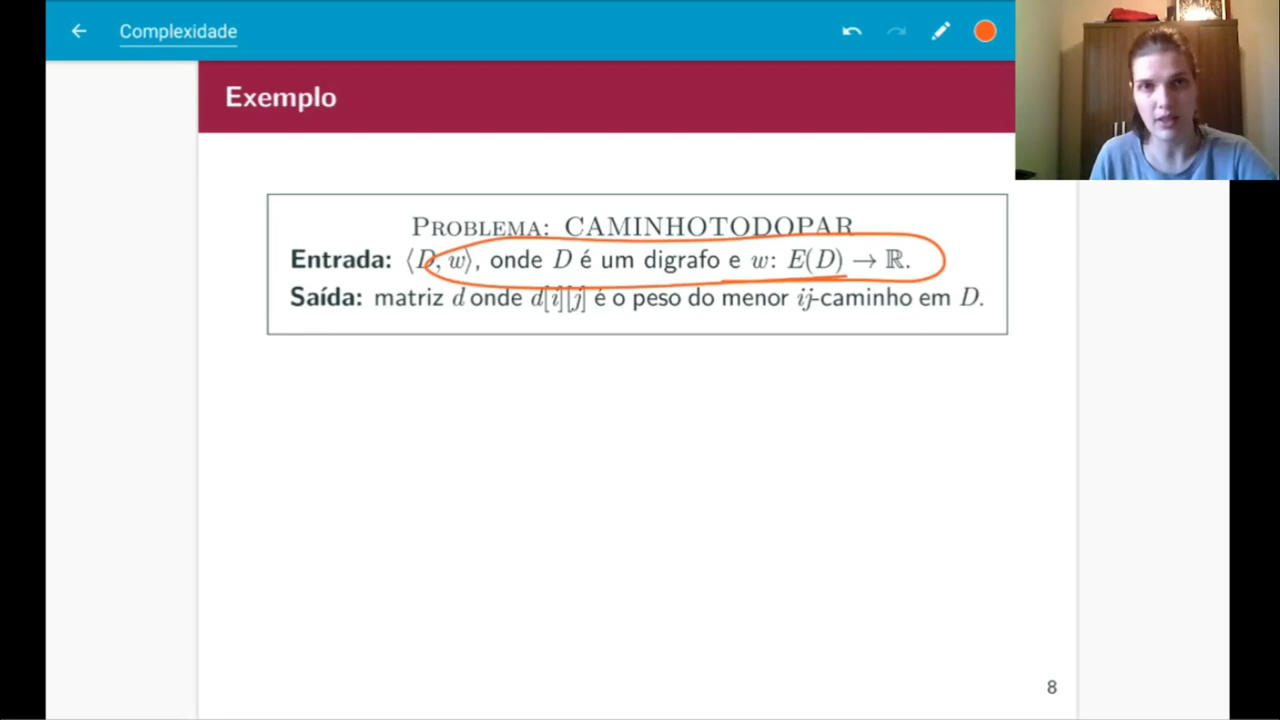 Complexidade
Exemplo
PROBLEMA: CAMINHOTODOPAR
Entrada: ⟨D, w⟩, onde D é um digrafo e w: E(D) → ℝ.
Saída: matriz d onde d[i][j] é o peso do menor ij-caminho em D.
8